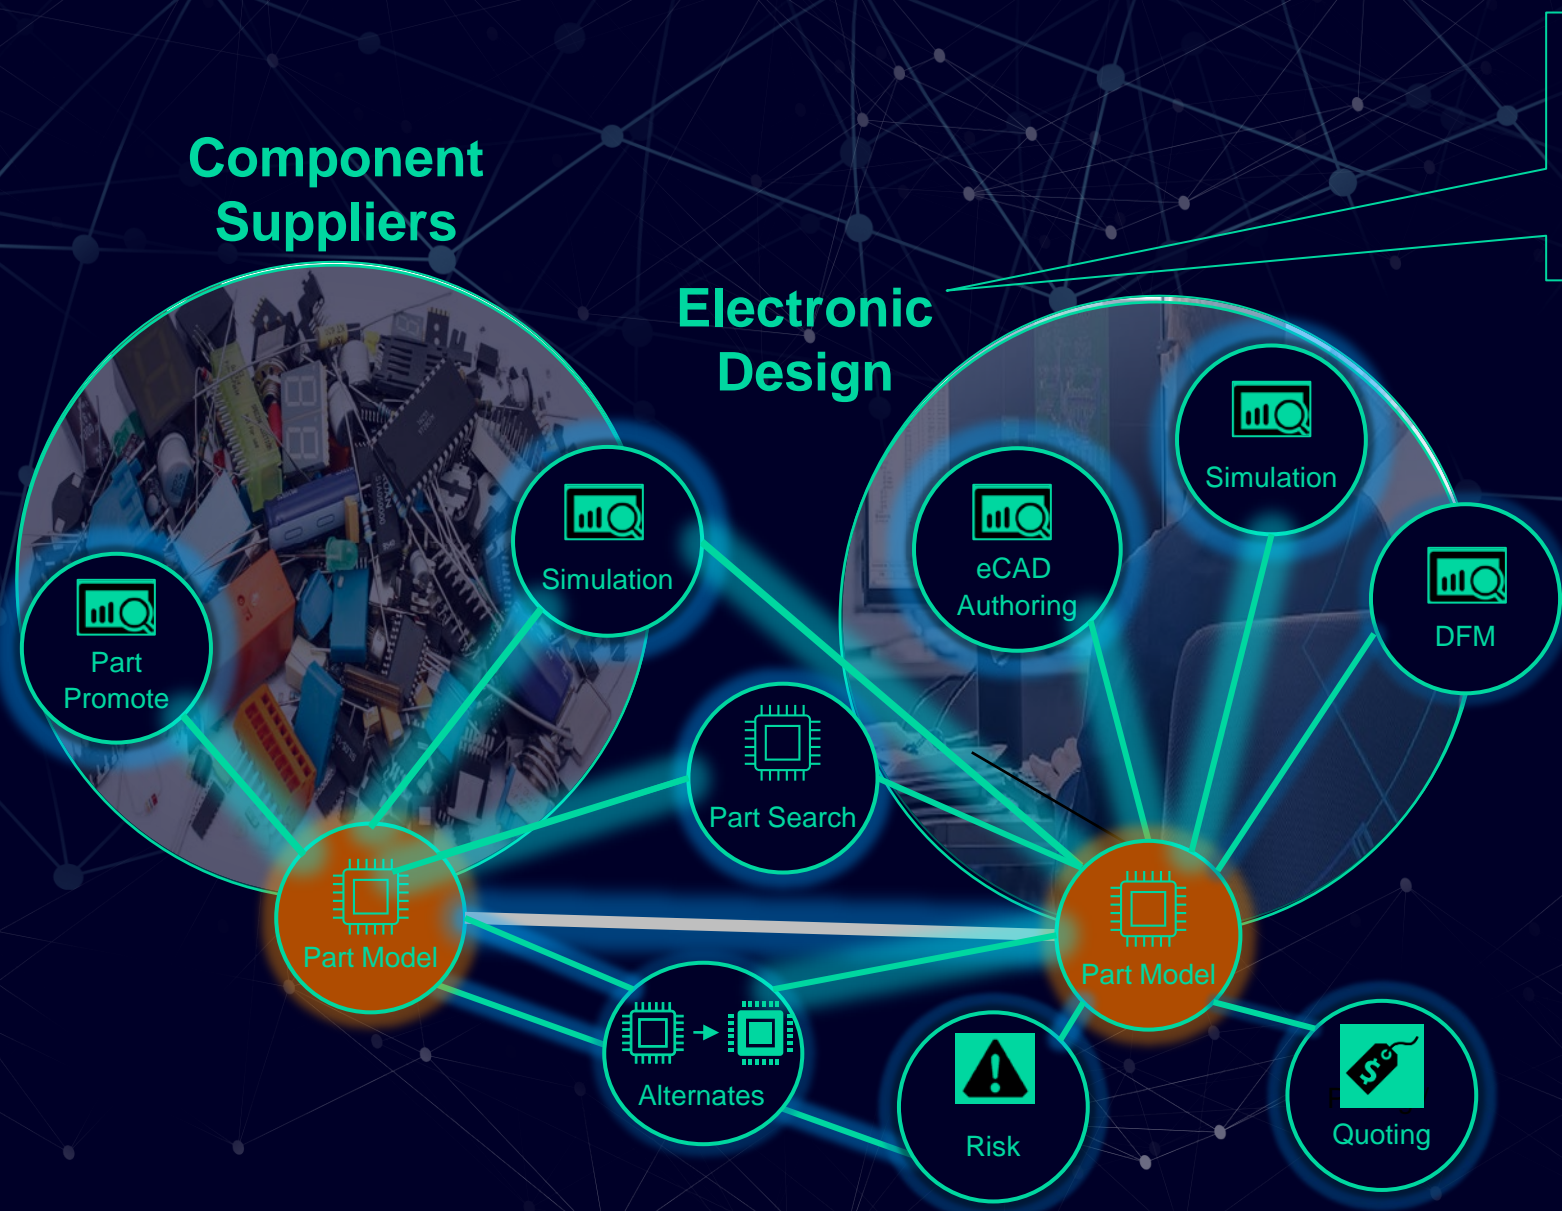 Component
Suppliers
Electronic
Design
Simulation
Simulation
eCAD
Authoring
DFM
Part
Promote
Part Search
Part Model
Part Model
Alternates
Risk
Quoting